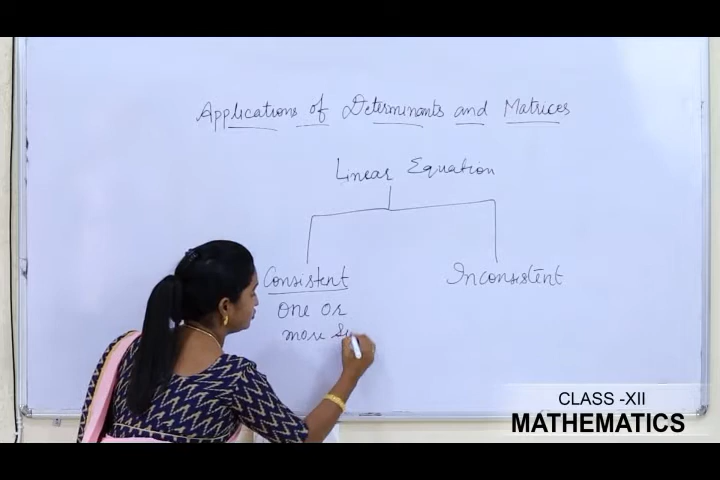 Applications of Determinants and Matrices
Linear Equation
Consistent
Inconsistent
one or
more
CLASS -XII
MATHEMATICS